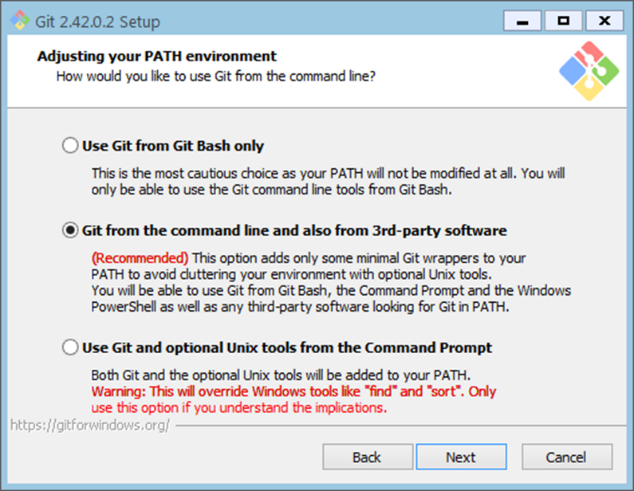 Git 2.42.0.2 Setup
Adjusting your PATH environment
How would you like to use Git from the command line?
Use Git from Git Bash only
This is the most cautious choice as your PATH will not be modified at all. You will
only be able to use the Git command line tools from Git Bash.
Git from the command line and also from 3rd-party software
(Recommended) This option adds only some minimal Git wrappers to your
PATH to avoid cluttering your environment with optional Unix tools.
You will be able to use Git from Git Bash, the Command Prompt and the Windows
PowerShell as well as any third-party software looking for Git in PATH.
Use Git and optional Unix tools from the Command Prompt
Both Git and the optional Unix tools will be added to your PATH.
Warning: This will override Windows tools like "find" and "sort". Only
use this option if you understand the implications.
https://gitforwindows.org/
Back Next Cancel